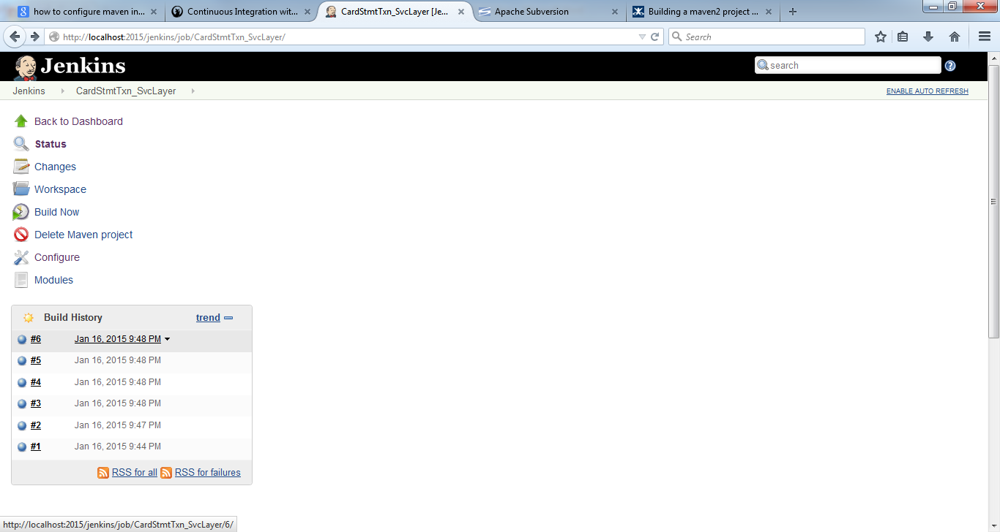 how to configure maven in...
Continuous Integration wit...
CardStmtTxn_SvcLayer [Je...
Apache Subversion
Building a maven2 project ...
http://localhost:2015/jenkins/job/CardStmtTxn_SvcLayer/
Search
Jenkins
search
Jenkins
CardStmtTxn_SvcLayer
ENABLE AUTO REFRESH
Back to Dashboard
Status
Changes
Workspace
Build Now
Delete Maven project
Configure
Modules
Build History trend
#6 Jan 16, 2015 9:48 PM
#5 Jan 16, 2015 9:48 PM
#4 Jan 16, 2015 9:48 PM
#3 Jan 16, 2015 9:48 PM
#2 Jan 16, 2015 9:47 PM
#1 Jan 16, 2015 9:44 PM
RSS for all RSS for failures
http://localhost:2015/jenkins/job/CardStmtTxn_SvcLayer/6/